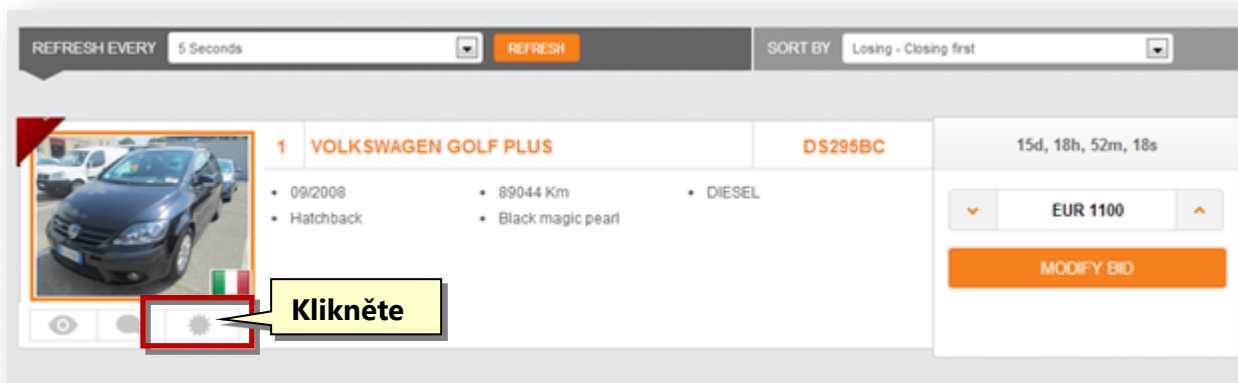 REFRESH EVERY 5 Seconds REFRESH SORT BY Losing - Closing first
1 VOLKSWAGEN GOLF PLUS DS295BC 15d, 18h, 52m, 18s
• 09/2008 • 89044 Km • DIESEL
• Hatchback • Black magic pearl
EUR 1100
MODIFY BID
Klikněte